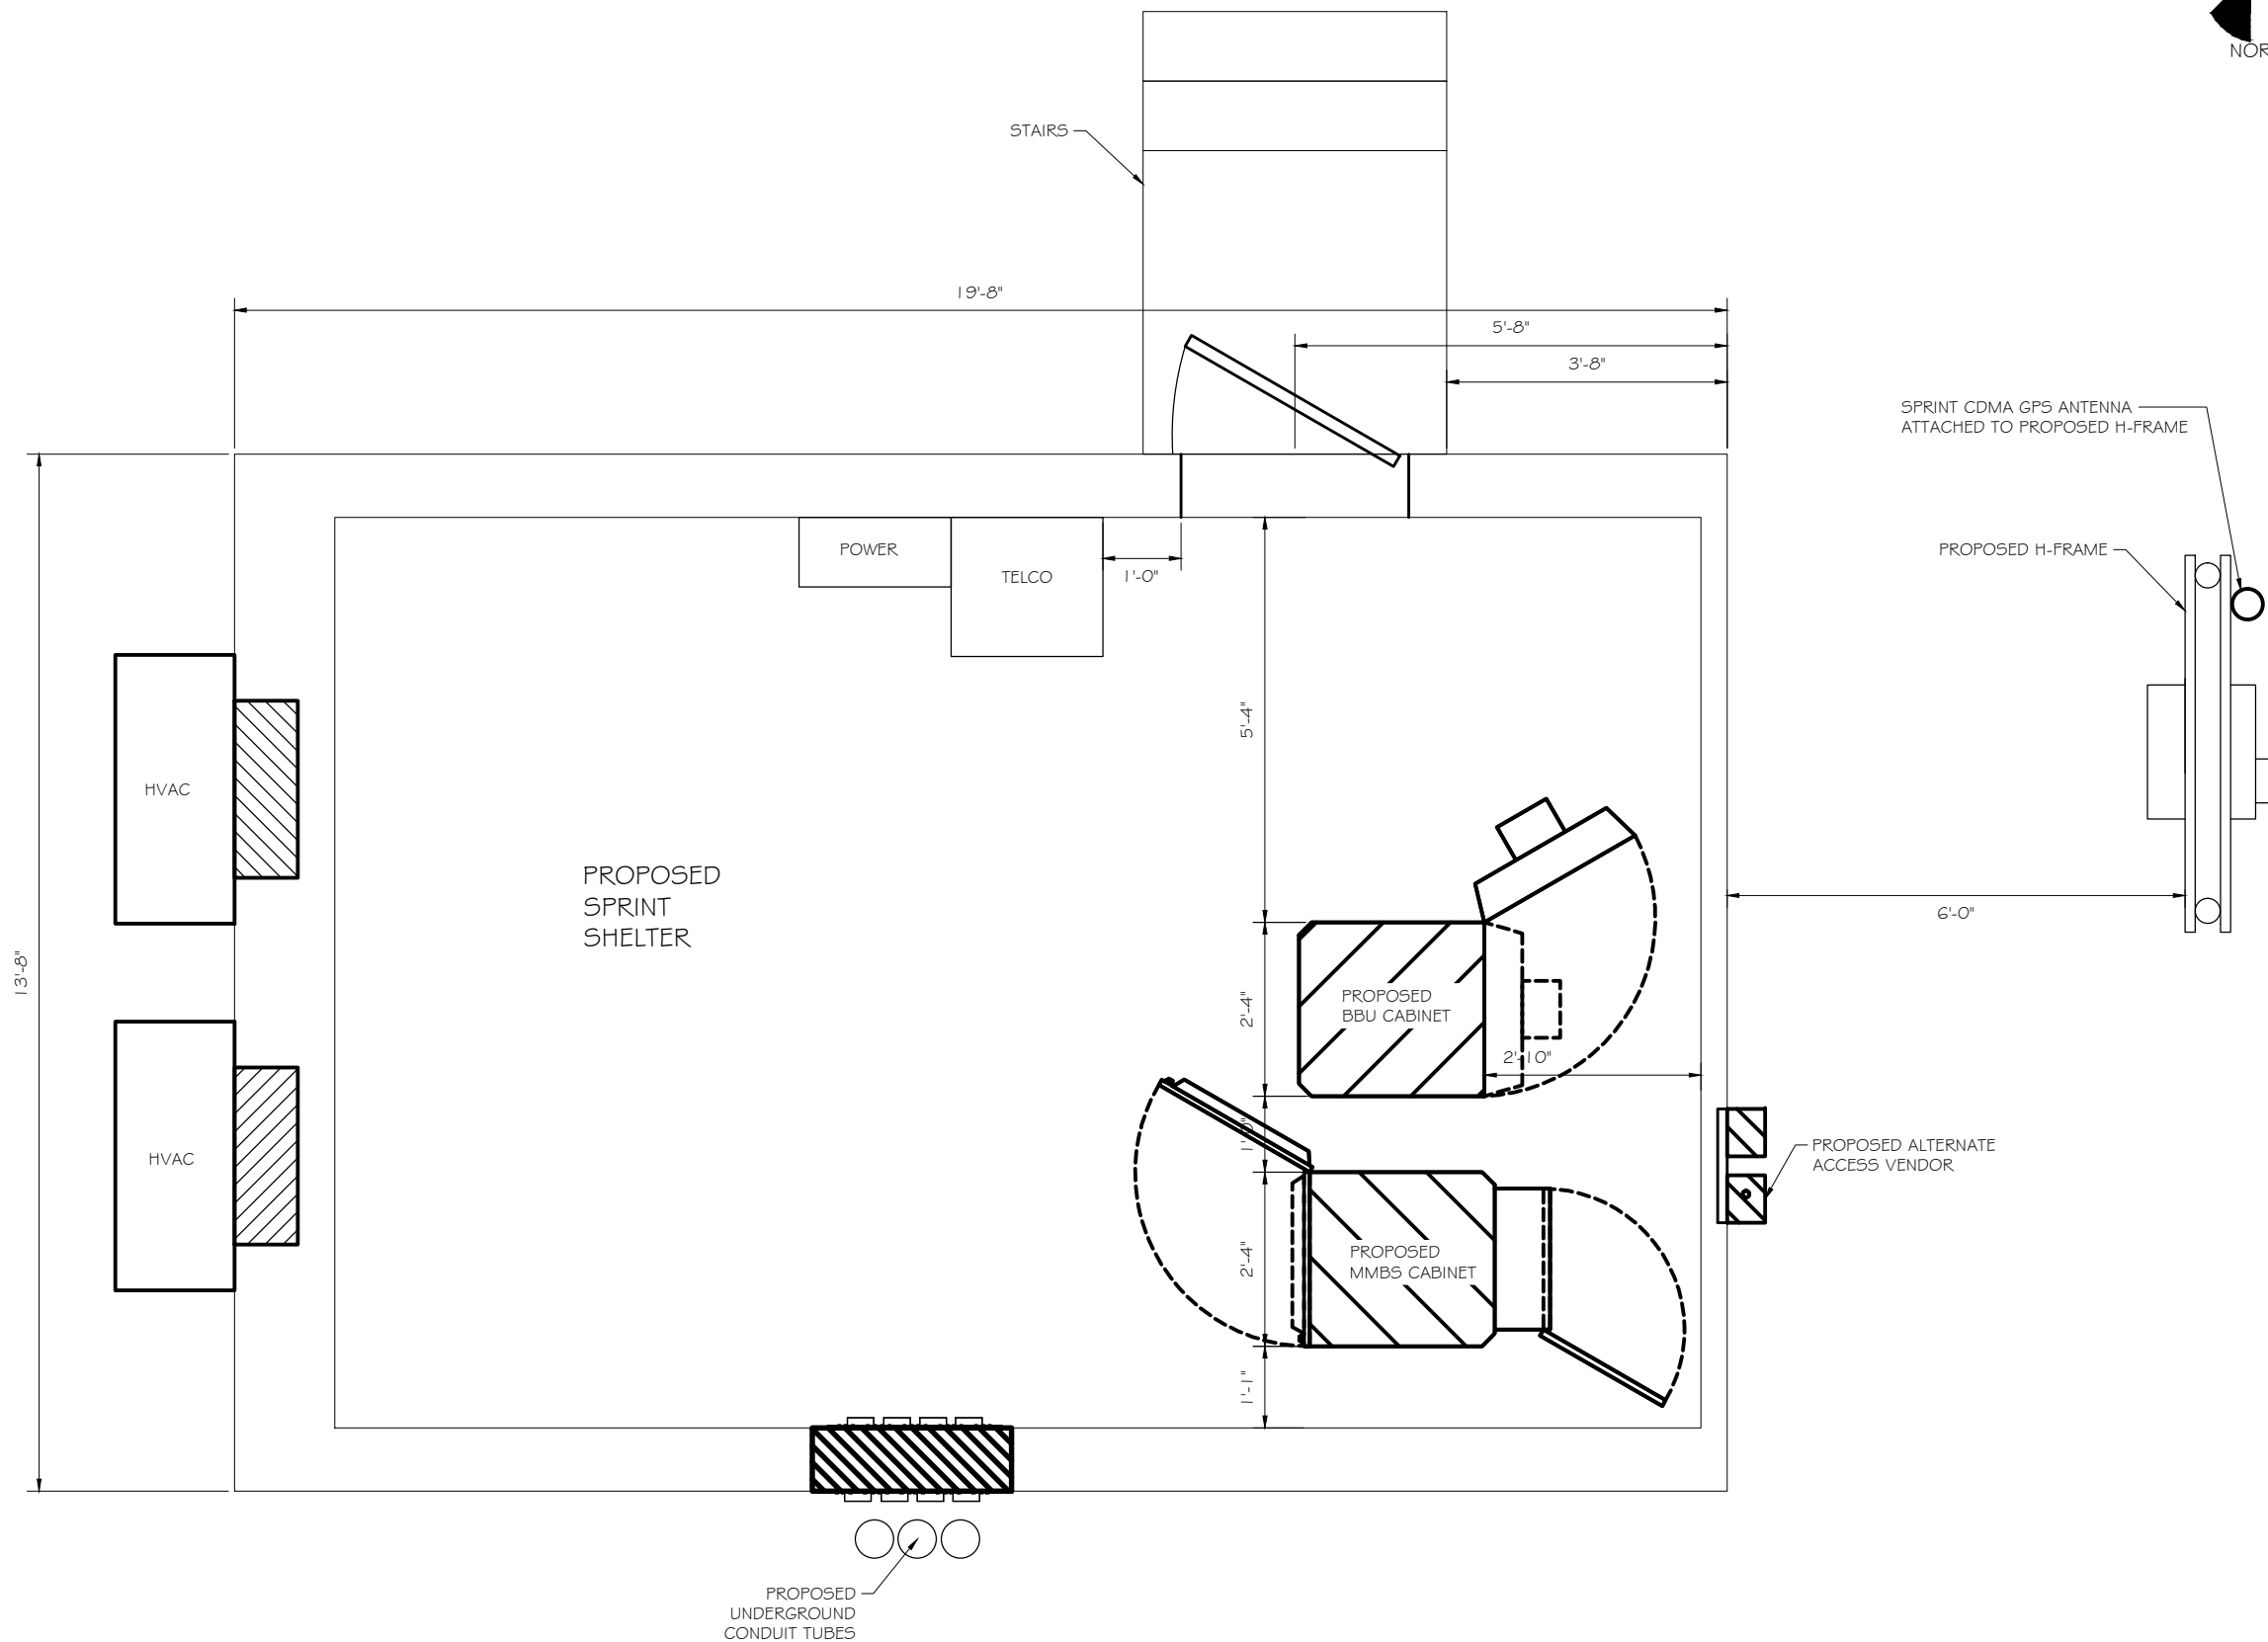 NOR
STAIRS
19'-8"
5'-8"
3'-8"
SPRINT CDMA GPS ANTENNA
ATTACHED TO PROPOSED H-FRAME
PROPOSED H-FRAME
POWER
TELCO
1'-0"
5'-4"
HVAC
PROPOSED
SPRINT
SHELTER
6'-0"
13'-8"
2'-4"
PROPOSED
BBU CABINET
2'-10"
1'-0"
HVAC
PROPOSED ALTERNATE
ACCESS VENDOR
2'-4"
PROPOSED
MMBS CABINET
1'-1"
PROPOSED
UNDERGROUND
CONDUIT TUBES